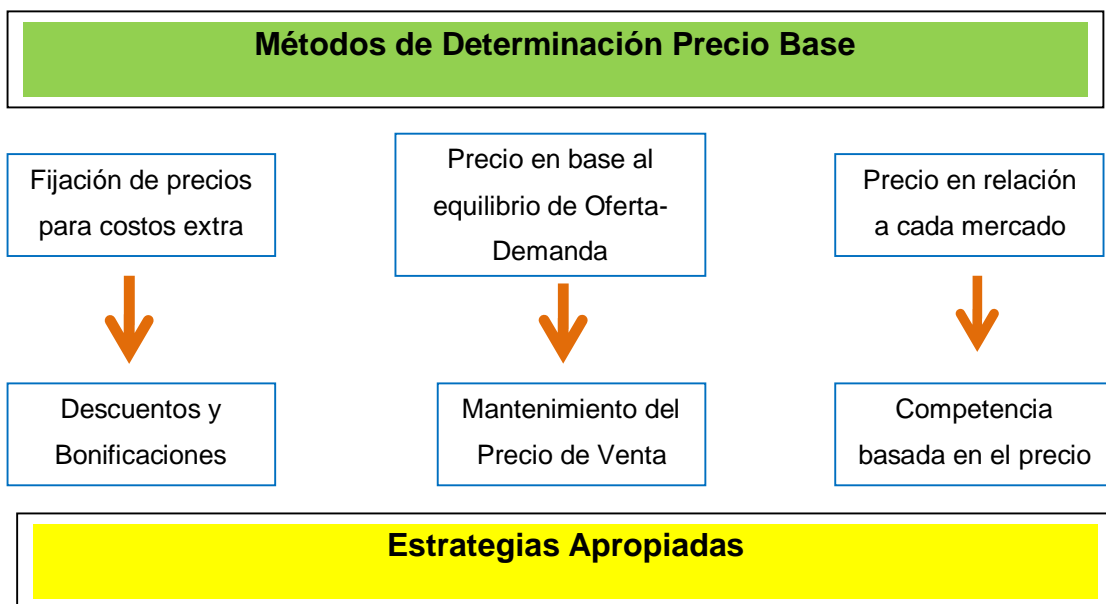 Métodos de Determinación Precio Base
Fijación de precios
para costos extra
Precio en base al
equilibrio de Oferta-
Demanda
Precio en relación
a cada mercado
Descuentos y
Bonificaciones
Mantenimiento del
Precio de Venta
Competencia
basada en el precio
Estrategias Apropiadas